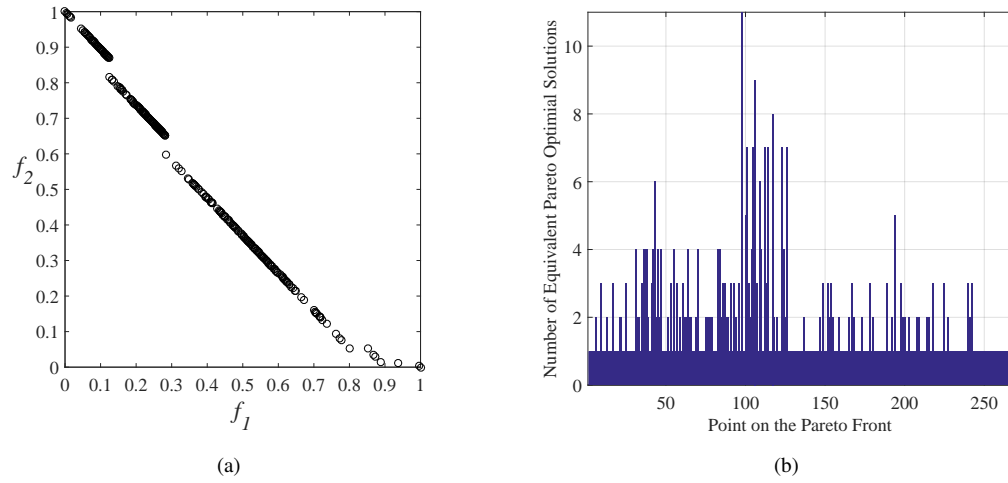 1
0.9
0.8
0.7
0.6
0.5
0.4
0.3
0.2
0.1
0
f2
0 0.1 0.2 0.3 0.4 0.5 0.6 0.7 0.8 0.9 1
f1
(a)
Number of Equivalent Pareto Optimial Solutions
10
8
6
4
2
0
50 100 150 200 250
Point on the Pareto Front
(b)